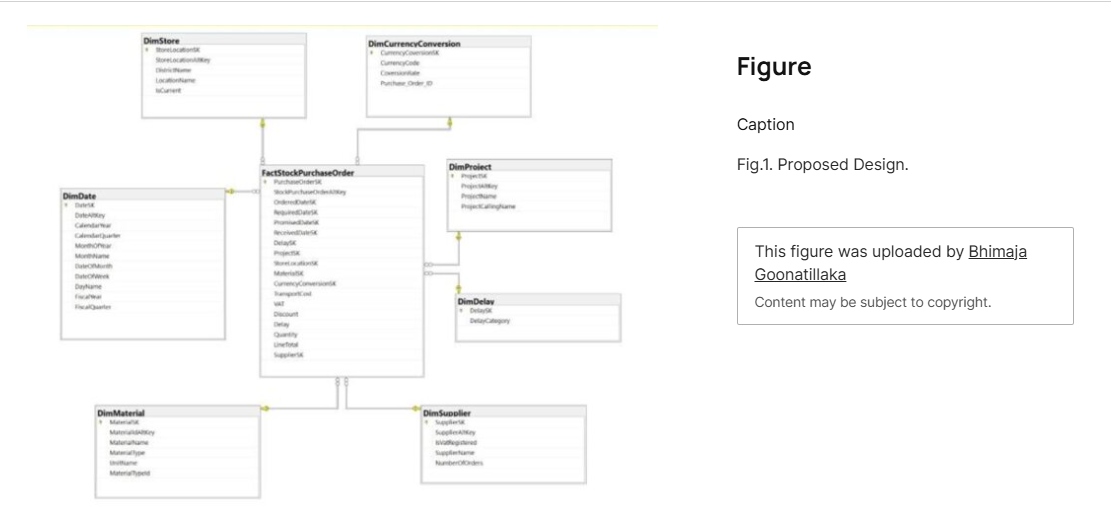 DimStore
StoreLocationSK
StoreLocationAltKey
DistrictName
LocationName
IsCurrent
DimCurrencyConversion
CurrencyCoversionSK
CurrencyCode
CoversionRate
Purchase_Order_ID
FactStockPurchaseOrder
PurchaseOrderSK
StockPurchaseOrderAltKey
OrderedDateSK
RequiredDateSK
PromisedDateSK
ReceivedDateSK
DelaySK
ProjectSK
StoreLocationSK
MaterialSK
CurrencyConversionSK
TransportCost
VAT
Discount
Delay
Quantity
LineTotal
SupplierSK
DimProject
ProjectSK
ProjectAltKey
ProjectName
ProjectCallingName
DimDate
DateSK
DateAltKey
CalendarYear
CalendarQuarter
MonthOfYear
MonthName
DateOfMonth
DateOfWeek
DayName
FiscalYear
FiscalQuarter
DimDelay
DelaySK
DelayCategory
DimMaterial
MaterialSK
MaterialIdAltKey
MaterialName
MaterialType
UnitName
MaterialTypeId
DimSupplier
SupplierSK
SupplierAltKey
IsVatRegistered
SupplierName
NumberOfOrders
Figure
Caption
Fig.1. Proposed Design.
This figure was uploaded by Bhimaja
Goonatillaka
Content may be subject to copyright.